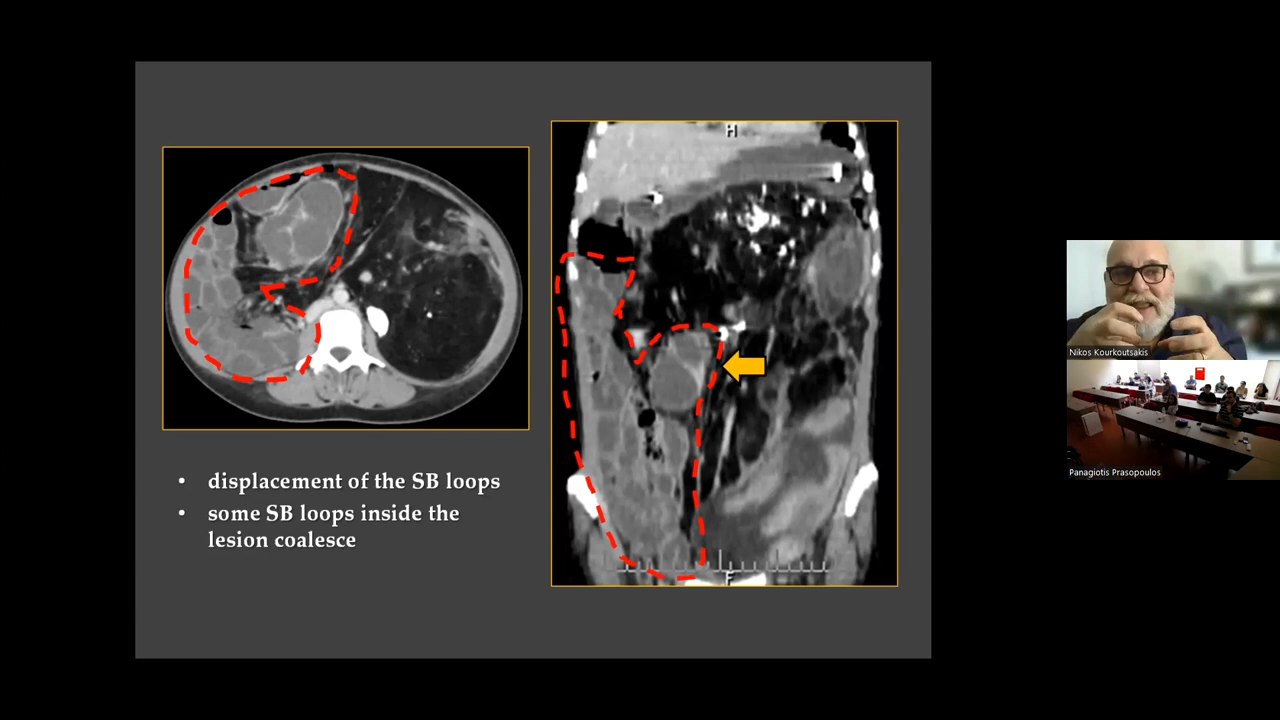 H
F
• displacement of the SB loops
• some SB loops inside the
lesion coalesce
Nikos Kourkoutsakis
Panagiotis Prasopoulos